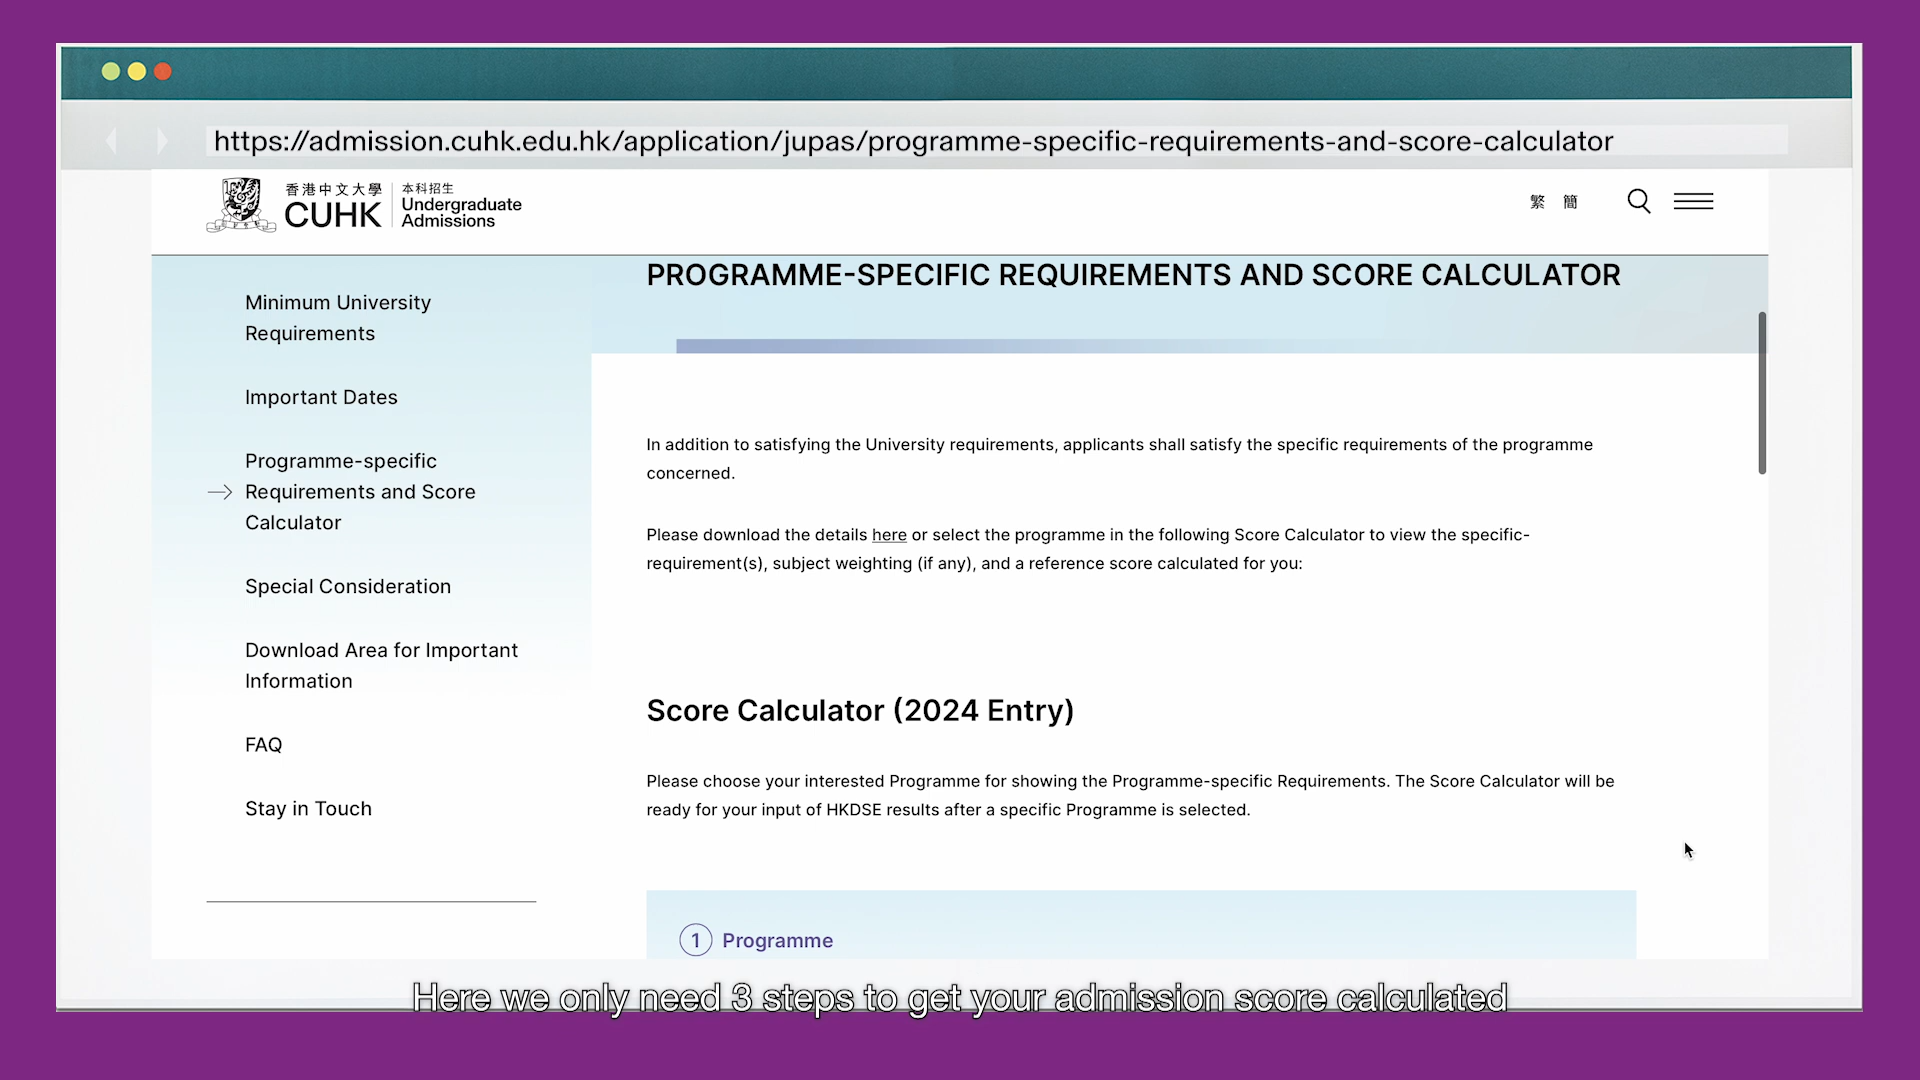 https://admission.cuhk.edu.hk/application/jupas/programme-specific-requirements-and-score-calculator
香港中文大學
CUHK
本科招生
Undergraduate
Admissions
繁 簡
Minimum University
Requirements
Important Dates
Programme-specific
Requirements and Score
Calculator
Special Consideration
Download Area for Important
Information
FAQ
Stay in Touch
PROGRAMME-SPECIFIC REQUIREMENTS AND SCORE CALCULATOR
In addition to satisfying the University requirements, applicants shall satisfy the specific requirements of the programme
concerned.
Please download the details here or select the programme in the following Score Calculator to view the specific-
requirement(s), subject weighting (if any), and a reference score calculated for you:
Score Calculator (2024 Entry)
Please choose your interested Programme for showing the Programme-specific Requirements. The Score Calculator will be
ready for your input of HKDSE results after a specific Programme is selected.
1 Programme
Here we only need 3 steps to get your admission score calculated